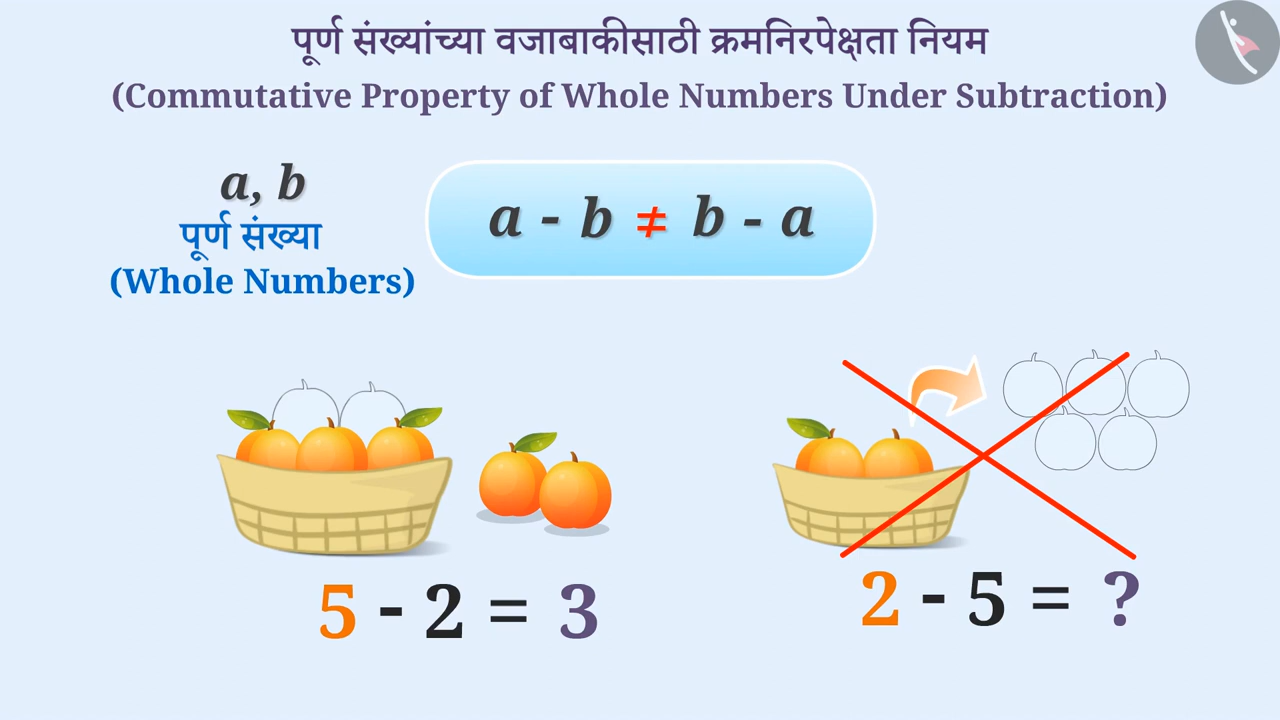 पूर्ण संख्यांच्या वजाबाकीसाठी क्रमनिरपेक्षता नियम
(Commutative Property of Whole Numbers Under Subtraction)
a, b
पूर्ण संख्या
(Whole Numbers)
a - b ≠ b - a
5 - 2 = 3
2 - 5 = ?